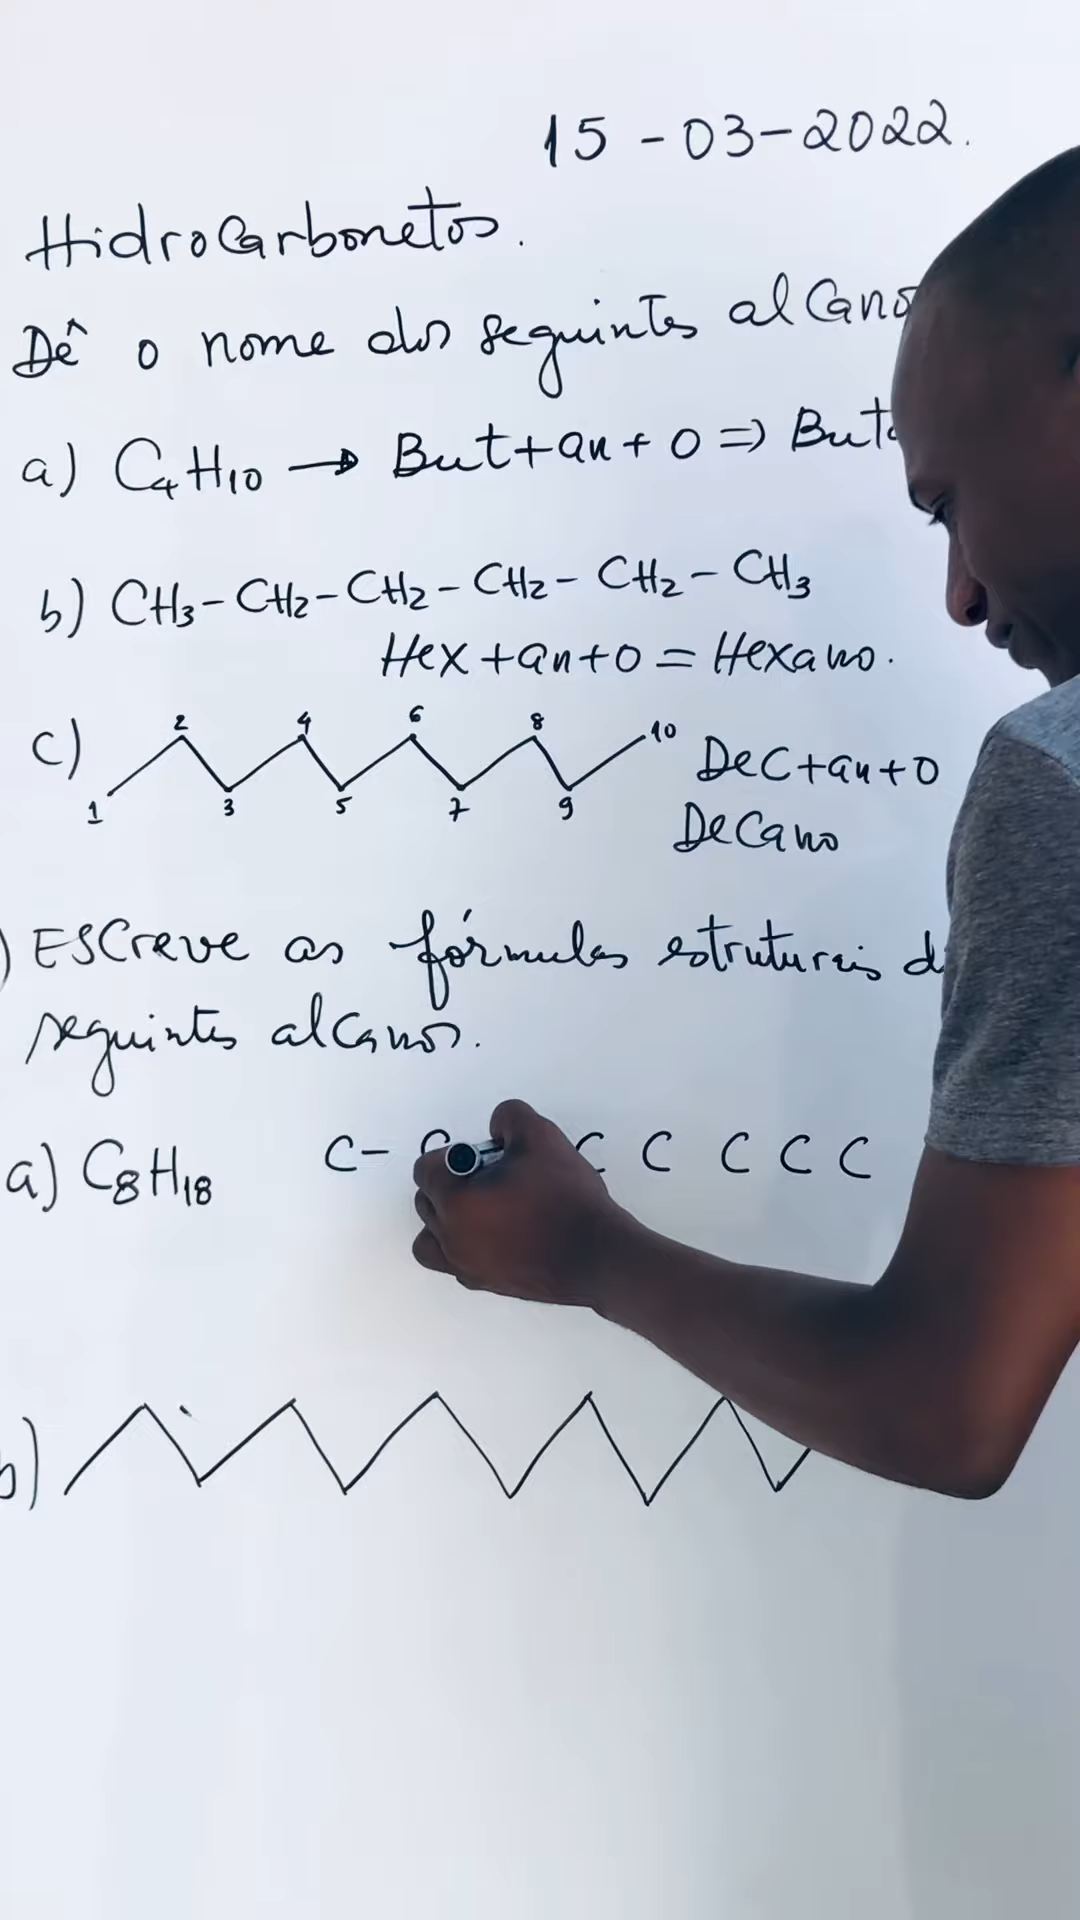 15-03-2022.
Hidrocarbonetos.
Dê o nome dos seguintes alcano
a) C₄H₁₀ → But+an+o => But
b) CH₃-CH₂-CH₂-CH₂-CH₂-CH₃
Hex+an+o = Hexano.
c) 1 2 3 4 5 6 7 8 9 10 Dec+an+o
Decano
) Escreve as fórmulas estruturais d
seguintes alcanos.
a) C₈H₁₈ C- C C C C C C
b)